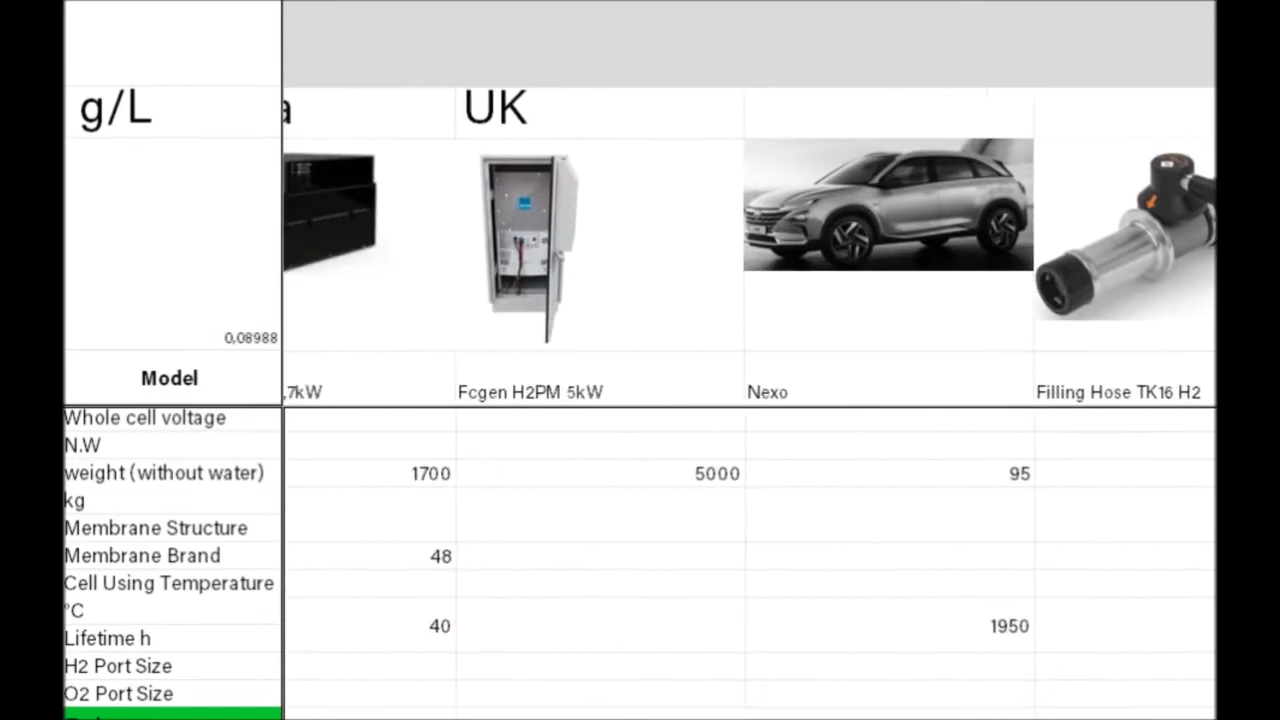 g/L
a
UK
0,08988
Model
,7kW
Fcgen H2PM 5kW
Nexo
Filling Hose TK16 H2
Whole cell voltage
N.W
weight (without water)
1700
5000
95
kg
Membrane Structure
Membrane Brand
48
Cell Using Temperature
°C
40
1950
Lifetime h
H2 Port Size
O2 Port Size